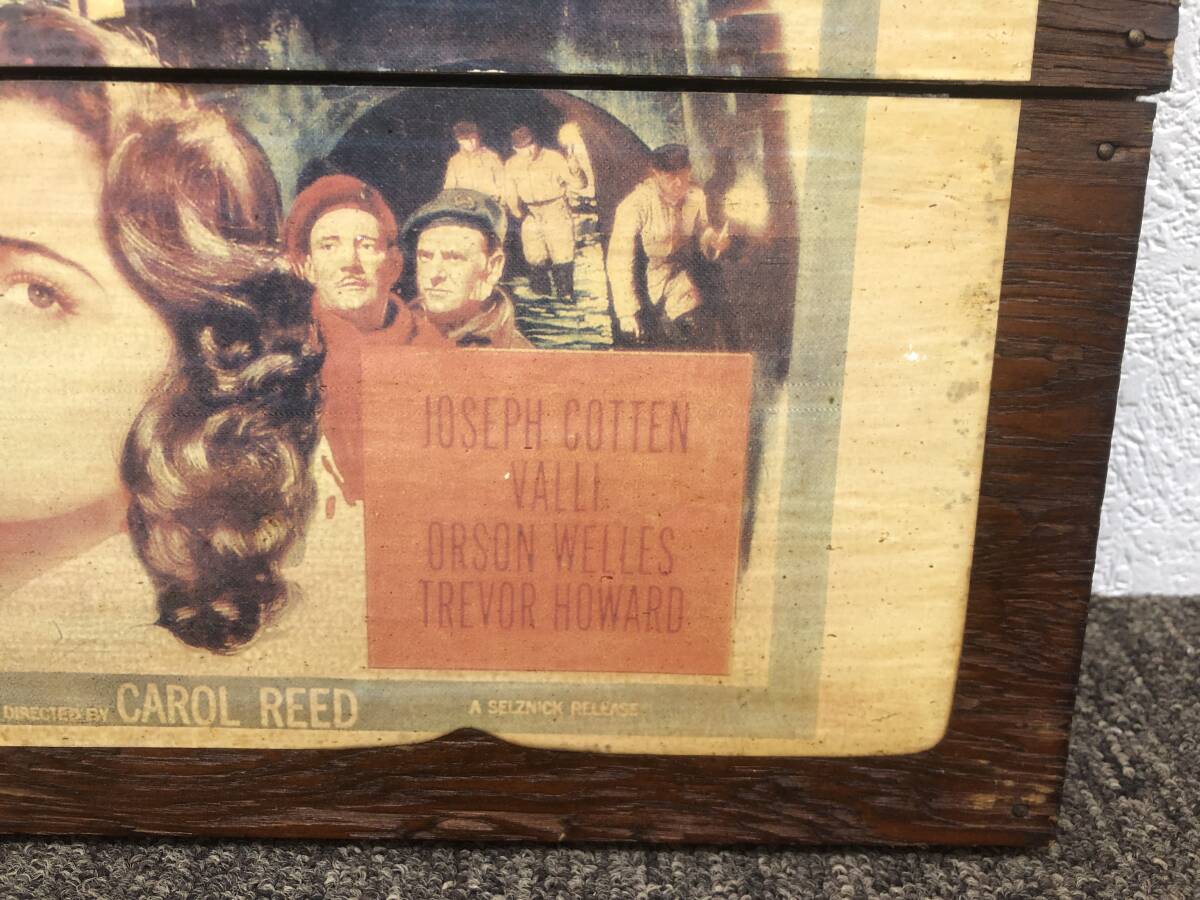 JOSEPH COTTEN
VALLI
ORSON WELLES
TREVOR HOWARD
DIRECTED BY CAROL REED
A SELZNICK RELEASE